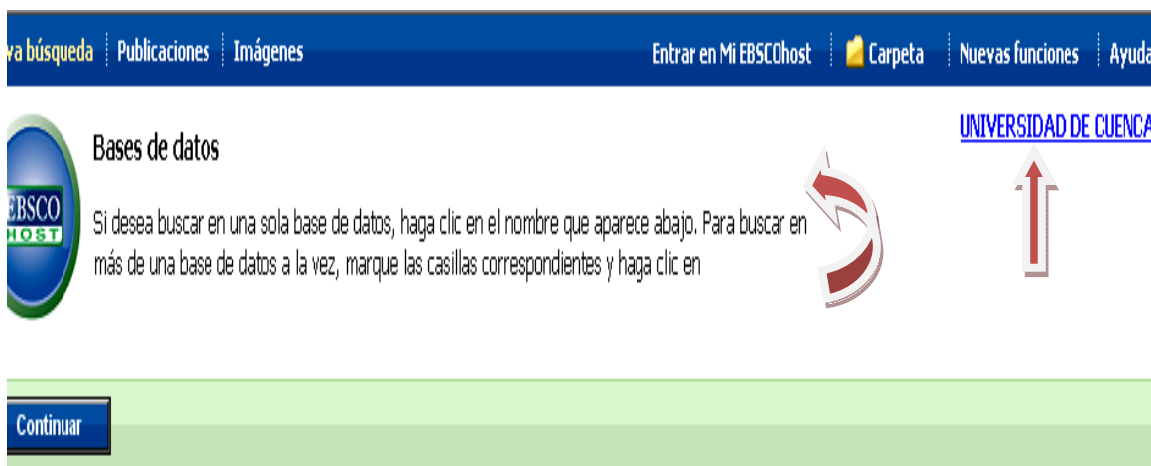 va búsqueda Publicaciones Imágenes Entrar en Mi EBSCOhost Carpeta Nuevas funciones Ayuda
UNIVERSIDAD DE CUENCA
Bases de datos
EBSCO
HOST
Si desea buscar en una sola base de datos, haga clic en el nombre que aparece abajo. Para buscar en
más de una base de datos a la vez, marque las casillas correspondientes y haga clic en
Continuar